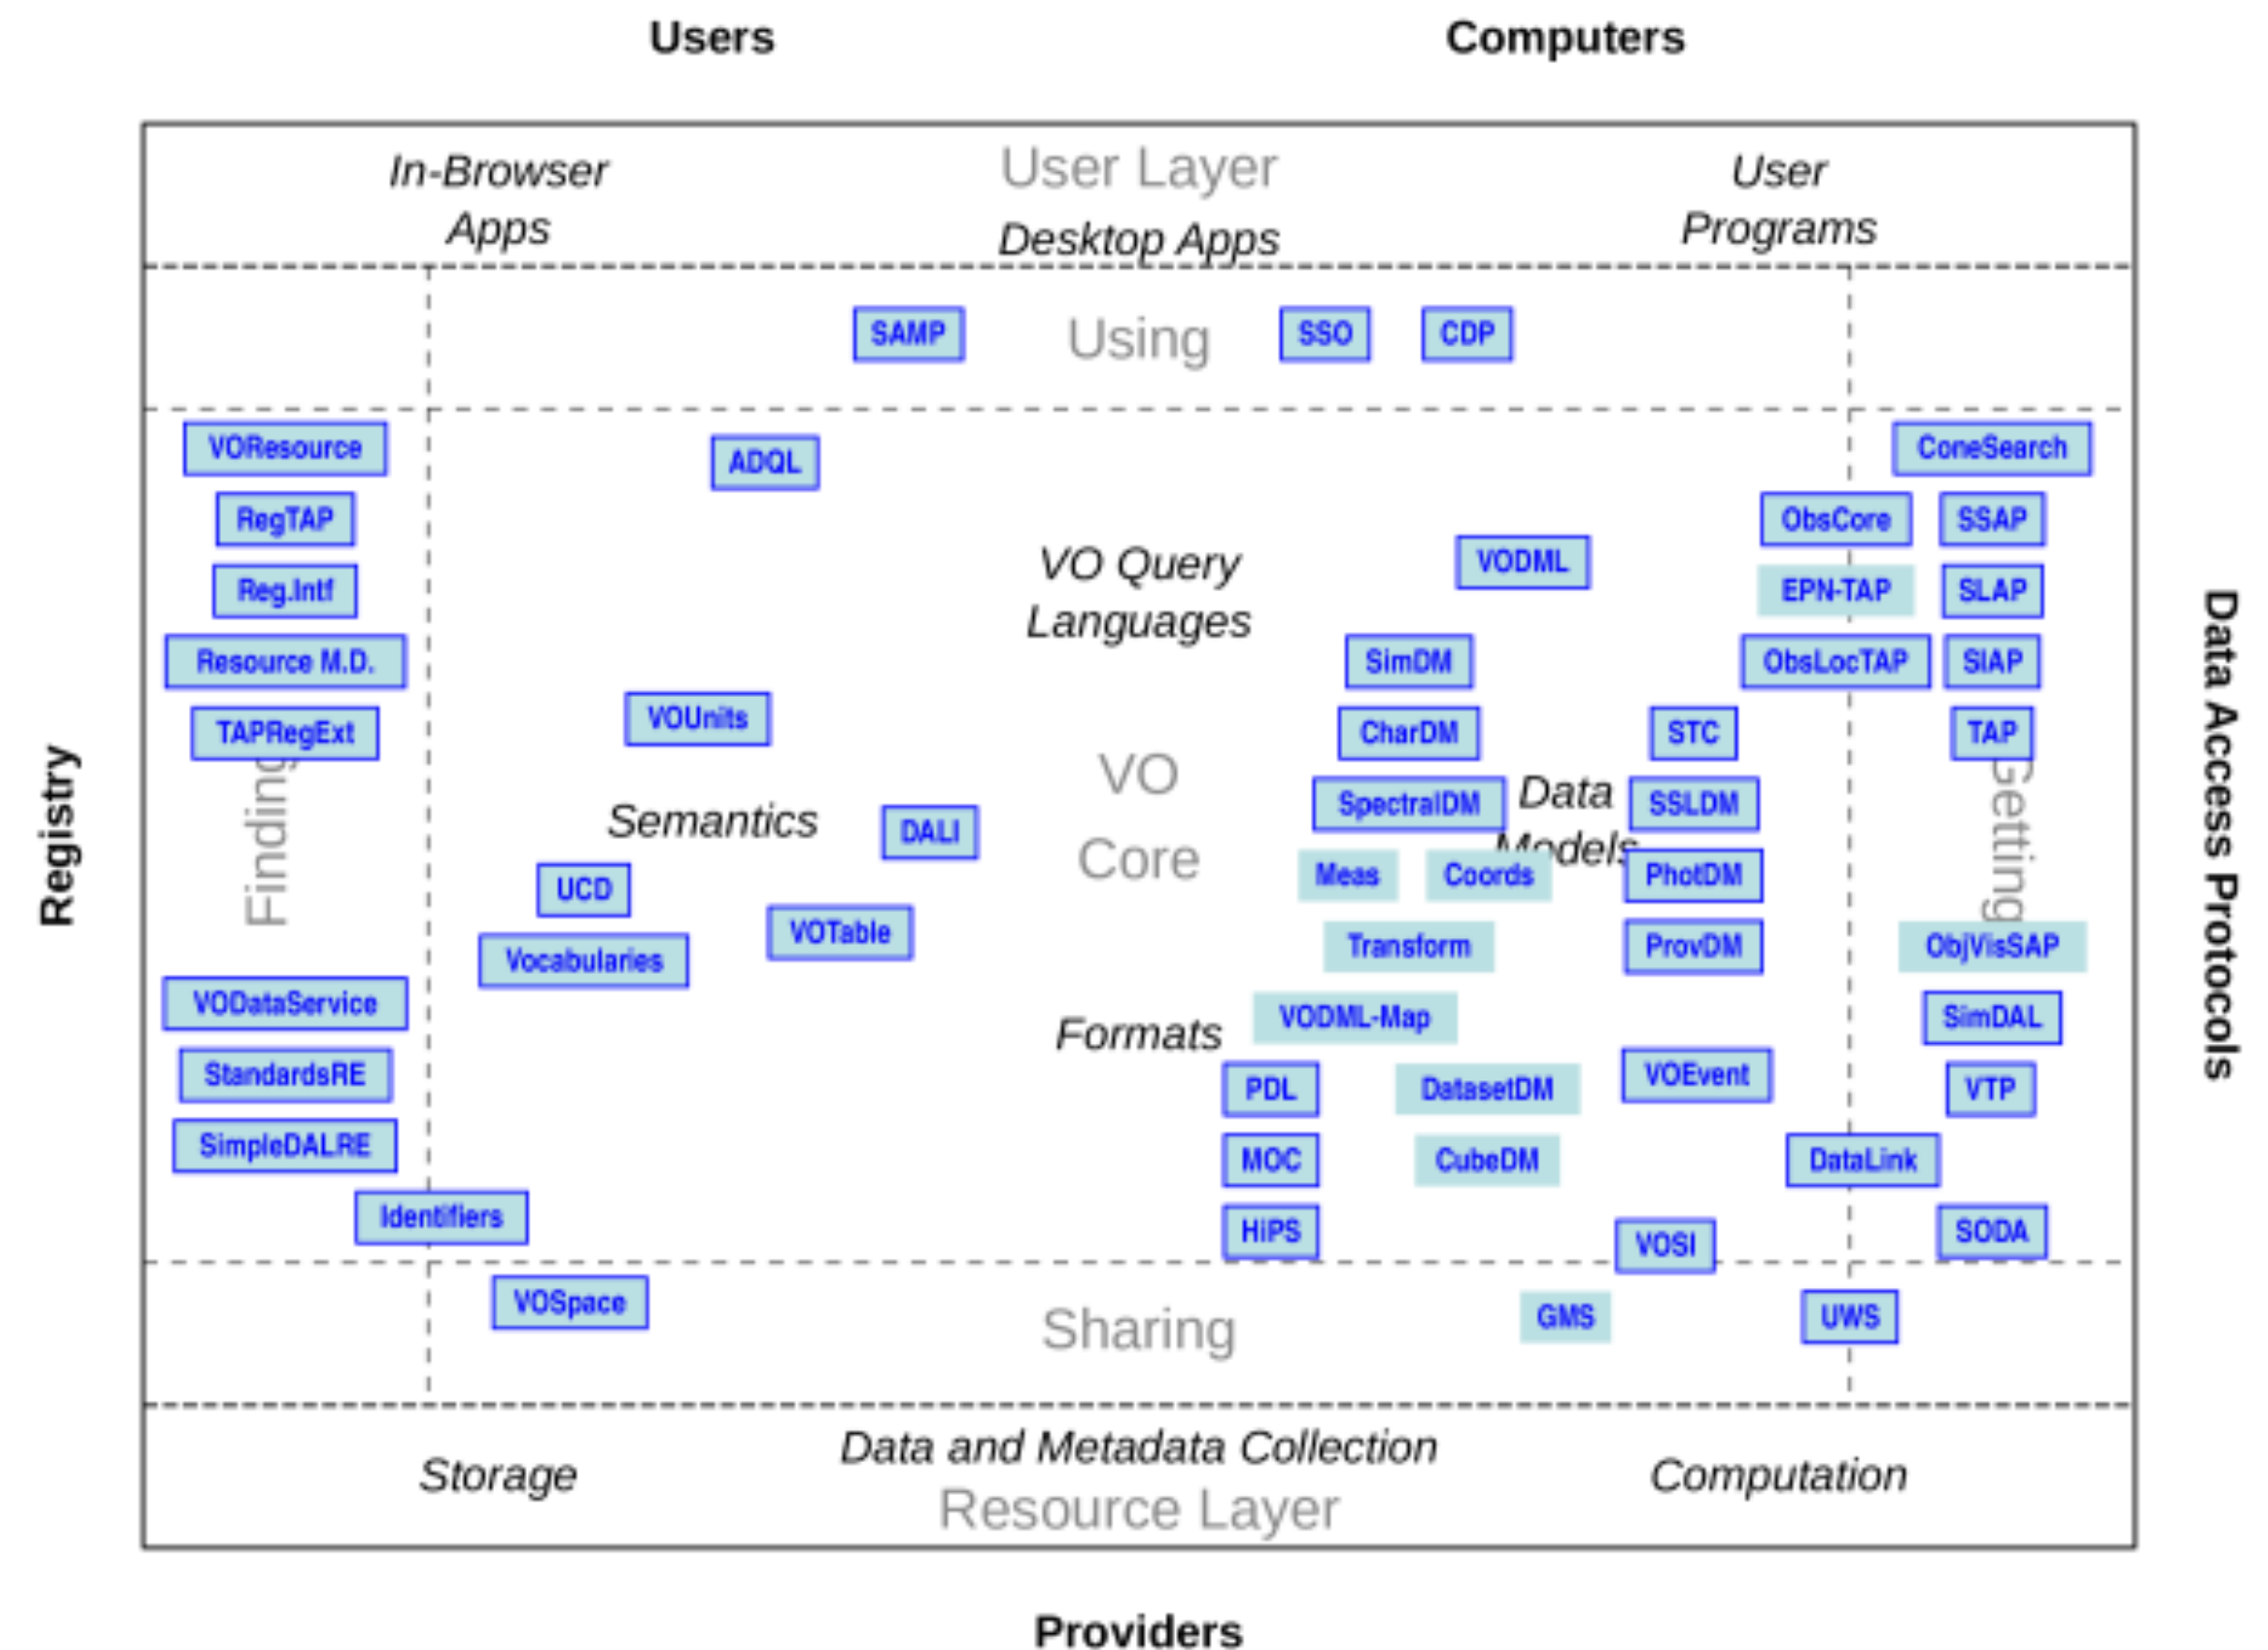 Users
Computers
In-Browser
Apps
User Layer
Desktop Apps
User
Programs
SAMP
Using
SSO
CDP
Registry
Finding
VOResource
RegTAP
Reg.Intf
Resource M.D.
TAPRegExt
VODataService
StandardsRE
SimpleDALRE
Identifiers
ADQL
VO Query
Languages
VOUnits
Semantics
DALI
UCD
VOTable
Vocabularies
VO
Core
Formats
VODML
SimDM
CharDM
SpectralDM
Data
Models
Meas
Coords
Transform
VODML-Map
PDL
DatasetDM
MOC
CubeDM
HiPS
STC
SSLDM
PhotDM
ProvDM
VOEvent
VOSI
ObsCore
EPN-TAP
ObsLocTAP
DataLink
ConeSearch
SSAP
SLAP
SIAP
TAP
Getting
ObjVisSAP
SimDAL
VTP
SODA
Data Access Protocols
VOSpace
Sharing
GMS
UWS
Storage
Data and Metadata Collection
Resource Layer
Computation
Providers